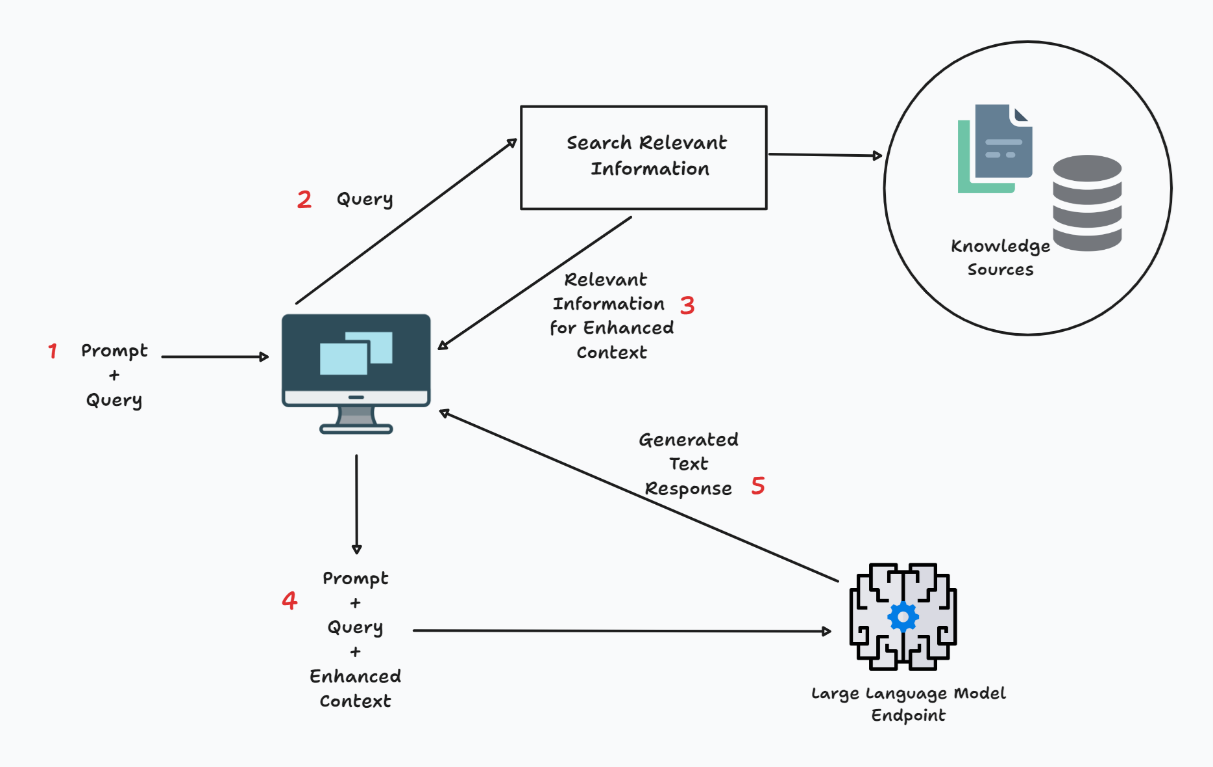 Search Relevant
Information
2 Query
Knowledge
Sources
Relevant
Information 3
for Enhanced
Context
1 Prompt
+
Query
Generated
Text
Response 5
4 Prompt
+
Query
+
Enhanced
Context
Large Language Model
Endpoint